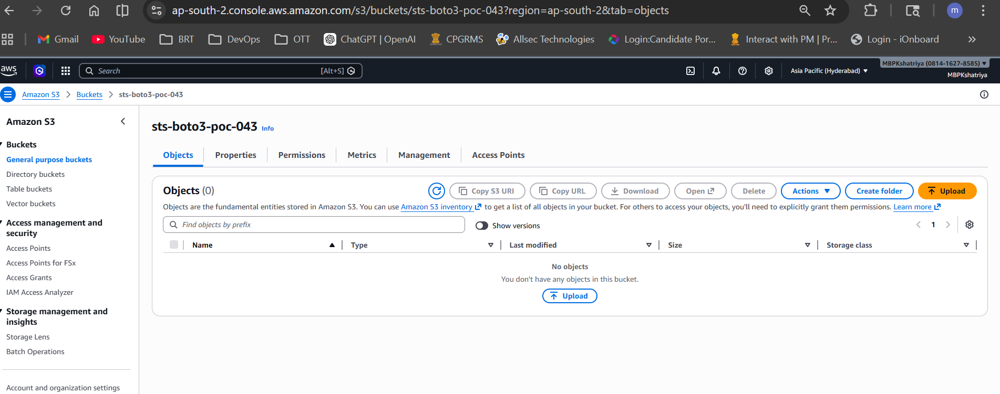 ap-south-2.console.aws.amazon.com/s3/buckets/sts-boto3-poc-043?region=ap-south-2&tab=objects
m
Gmail YouTube BRT DevOps OTT ChatGPT | OpenAI CPGRMS Allsec Technologies Login:Candidate Por... Interact with PM | Pr... Login - iOnboard
aws Search [Alt+S] Asia Pacific (Hyderabad) MBPKshatriya (0814-1627-8585)
MBPKshatriya
Amazon S3 Buckets sts-boto3-poc-043
Amazon S3
Buckets
General purpose buckets
Directory buckets
Table buckets
Vector buckets
Access management and
security
Access Points
Access Points for FSx
Access Grants
IAM Access Analyzer
Storage management and
insights
Storage Lens
Batch Operations
Account and organization settings
sts-boto3-poc-043 Info
Objects Properties Permissions Metrics Management Access Points
Objects (0) Copy S3 URI Copy URL Download Open Delete Actions Create folder Upload
Objects are the fundamental entities stored in Amazon S3. You can use Amazon S3 inventory to get a list of all objects in your bucket. For others to access your objects, you'll need to explicitly grant them permissions. Learn more
Find objects by prefix Show versions 1
Name Type Last modified Size Storage class
No objects
You don't have any objects in this bucket.
Upload